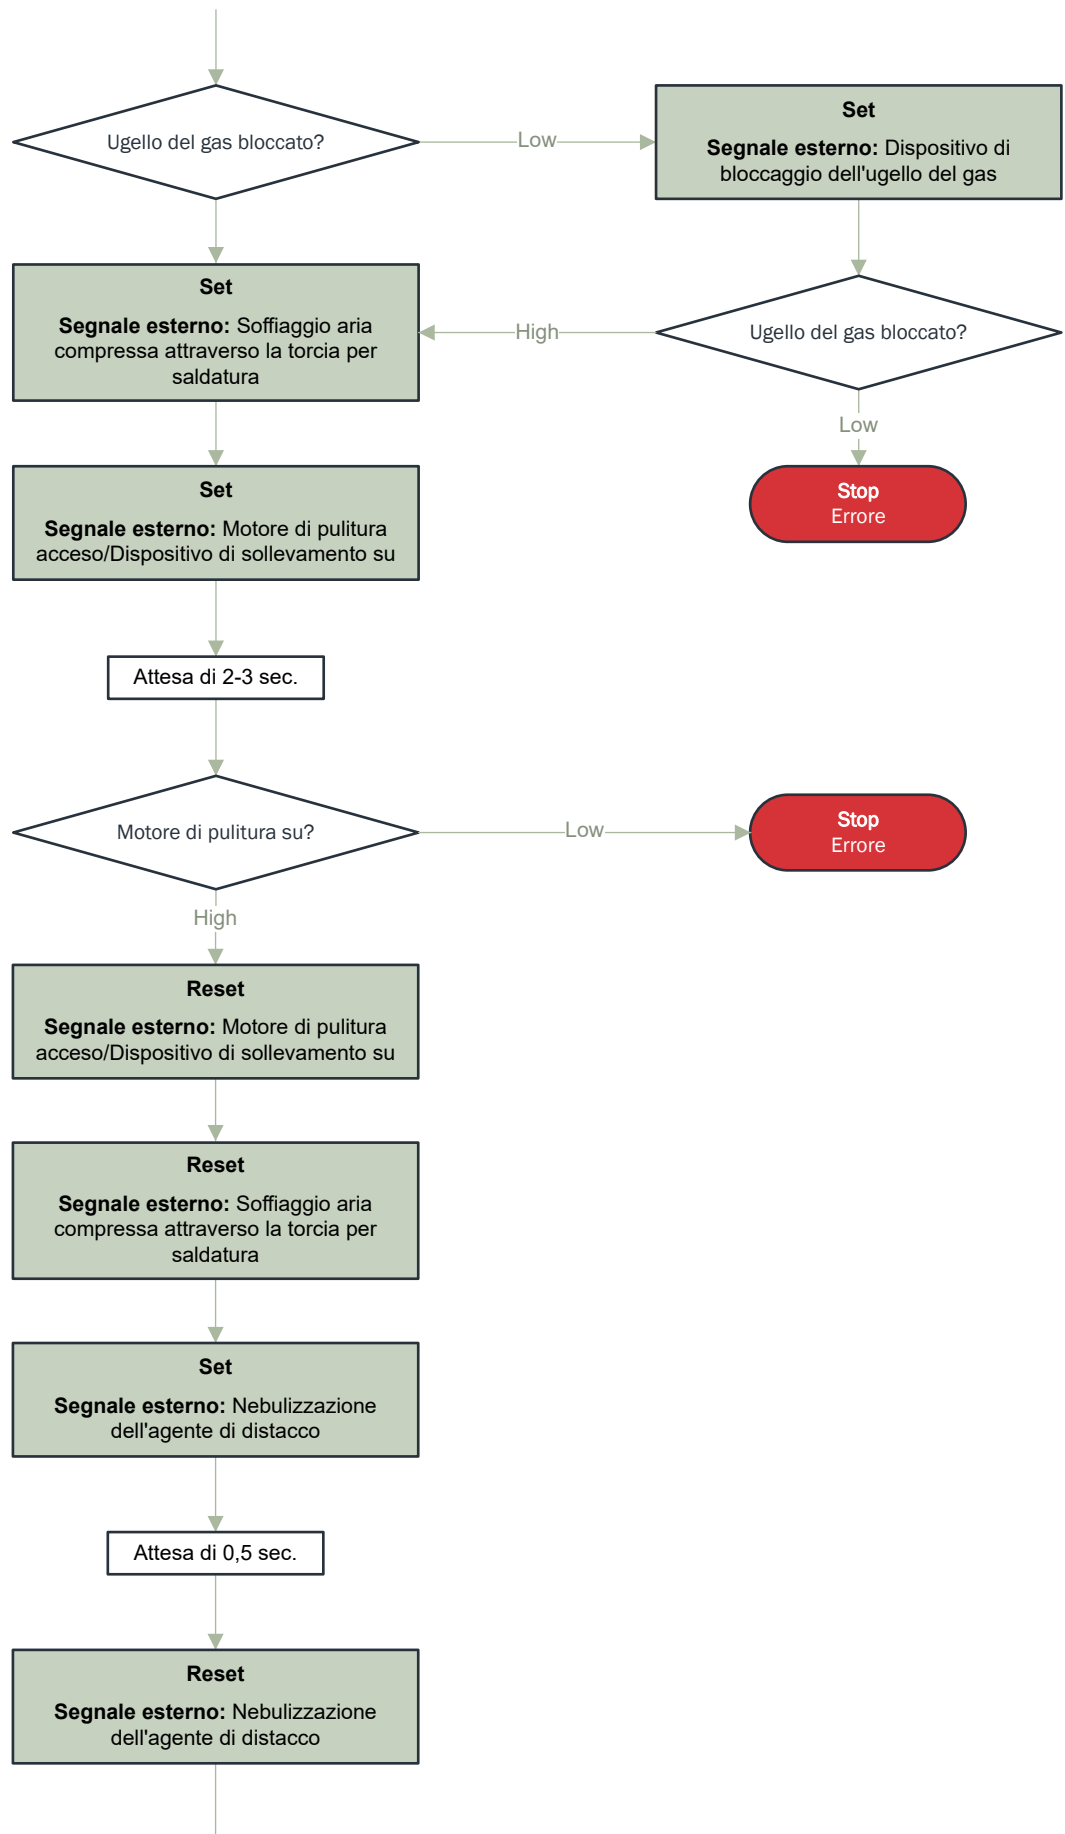 Ugello del gas bloccato?
Low
Set
Segnale esterno: Dispositivo di
bloccaggio dell'ugello del gas
Set
Segnale esterno: Soffiaggio aria
compressa attraverso la torcia per
saldatura
High
Ugello del gas bloccato?
Low
Stop
Errore
Set
Segnale esterno: Motore di pulitura
acceso/Dispositivo di sollevamento su
Attesa di 2-3 sec.
Motore di pulitura su?
Low
Stop
Errore
High
Reset
Segnale esterno: Motore di pulitura
acceso/Dispositivo di sollevamento su
Reset
Segnale esterno: Soffiaggio aria
compressa attraverso la torcia per
saldatura
Set
Segnale esterno: Nebulizzazione
dell'agente di distacco
Attesa di 0,5 sec.
Reset
Segnale esterno: Nebulizzazione
dell'agente di distacco